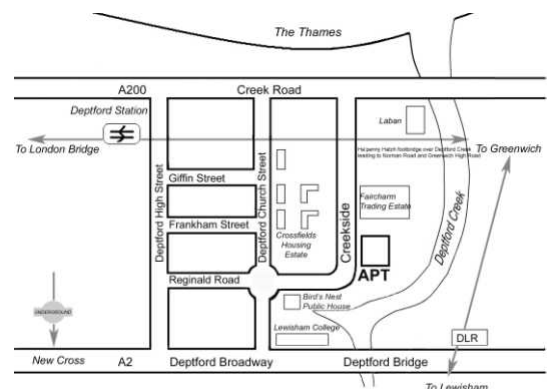 The Thames
A200
Creek Road
Deptford Station
Laban
To London Bridge
Ha'penny Hatch footbridge over Deptford Creek
leading to Norman Road and Greenwich High Road
To Greenwich
Giffin Street
Deptford High Street
Deptford Church Street
Faircharm
Trading Estate
Frankham Street
Crossfields
Housing
Estate
Creekside
Deptford Creek
APT
Reginald Road
Bird's Nest
Public House
UNDERGROUND
Lewisham College
DLR
New Cross
A2
Deptford Broadway
Deptford Bridge
To Lewisham